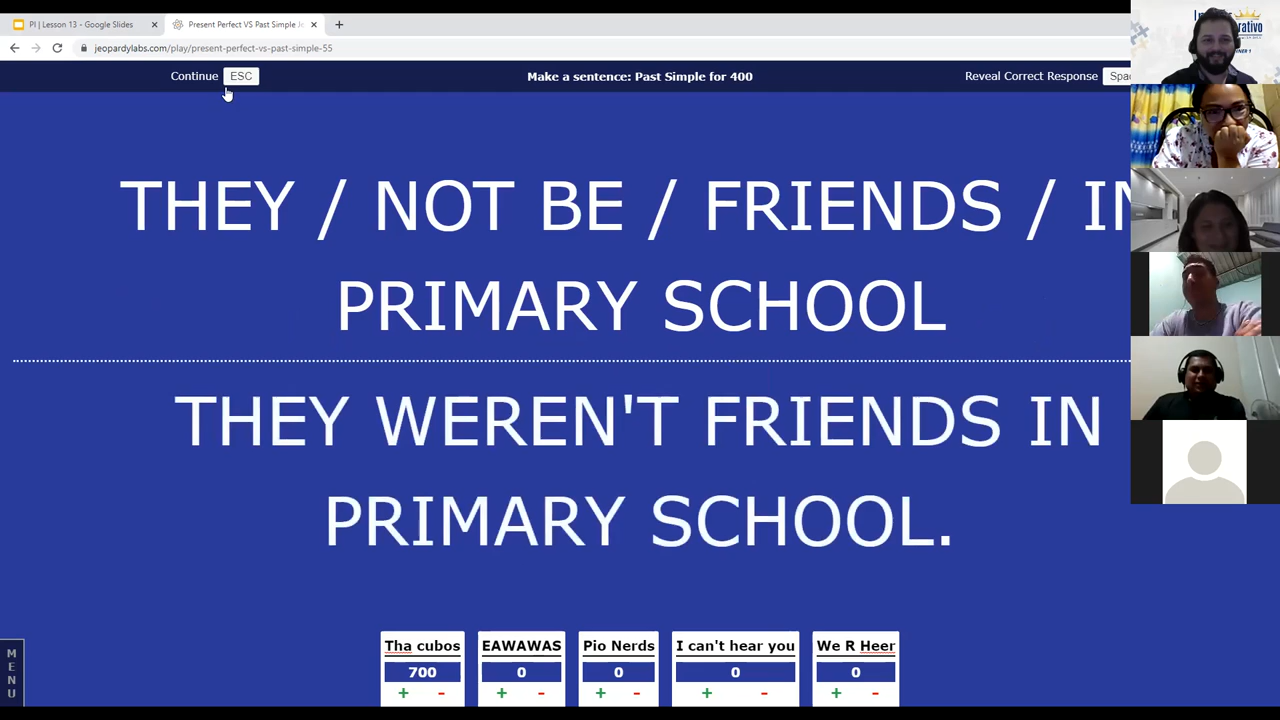 PI | Lesson 13 - Google Slides
Present Perfect VS Past Simple Je
jeopardylabs.com/play/present-perfect-vs-past-simple-55
Continue ESC
Make a sentence: Past Simple for 400
Reveal Correct Response Spac
THEY / NOT BE / FRIENDS / IN
PRIMARY SCHOOL
THEY WEREN'T FRIENDS IN
PRIMARY SCHOOL.
MENU
Tha cubos EAWAWAS Pio Nerds I can't hear you We R Heer
700 0 0 0 0
+ - + - + - + - + -